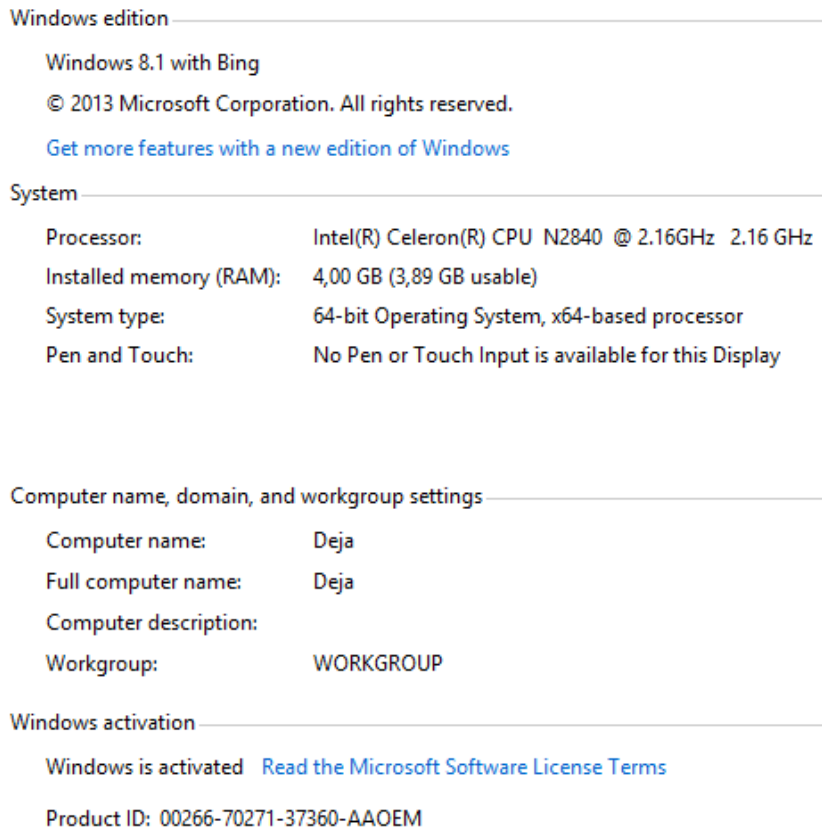 Windows edition
Windows 8.1 with Bing
© 2013 Microsoft Corporation. All rights reserved.
Get more features with a new edition of Windows
System
Processor: Intel(R) Celeron(R) CPU N2840 @ 2.16GHz 2.16 GHz
Installed memory (RAM): 4,00 GB (3,89 GB usable)
System type: 64-bit Operating System, x64-based processor
Pen and Touch: No Pen or Touch Input is available for this Display
Computer name, domain, and workgroup settings
Computer name: Deja
Full computer name: Deja
Computer description:
Workgroup: WORKGROUP
Windows activation
Windows is activated Read the Microsoft Software License Terms
Product ID: 00266-70271-37360-AAOEM